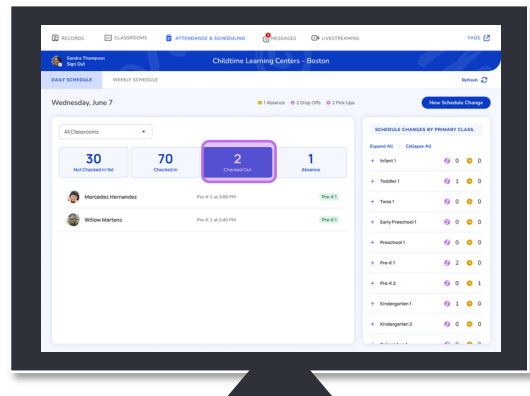 RECORDS CLASSROOMS ATTENDANCE & SCHEDULING MESSAGES LIVESTREAMING FAQS
Sandra Thompson
Sign Out
Childtime Learning Centers - Boston
DAILY SCHEDULE WEEKLY SCHEDULE Refresh
Wednesday, June 7 1 Absence 2 Drop-Offs 2 Pick Ups New Schedule Change
All Classrooms
SCHEDULE CHANGES BY PRIMARY CLASS
Expand All Collapse All
30 70 2 1
Not Checked In Yet Checked In Checked Out Absence
Mercedez Hernandez Pre-K 1 at 3:00 PM Pre-K 1
Willow Martenz Pre-K 1 at 2:45 PM Pre-K 1
+ Infant 1 0 0
+ Toddler 1 1 0
+ Twos 1 0 0
+ Early Preschool 1 0 0
+ Preschool 1 0 0
+ Pre-K 1 2 0
+ Pre-K 2 0 1
+ Kindergarten 1 1 0
+ Kindergarten 2 0 0